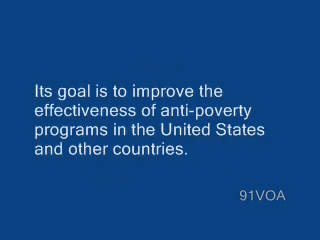 Its goal is to improve the
effectiveness of anti-poverty
programs in the United States
and other countries.
91VOA